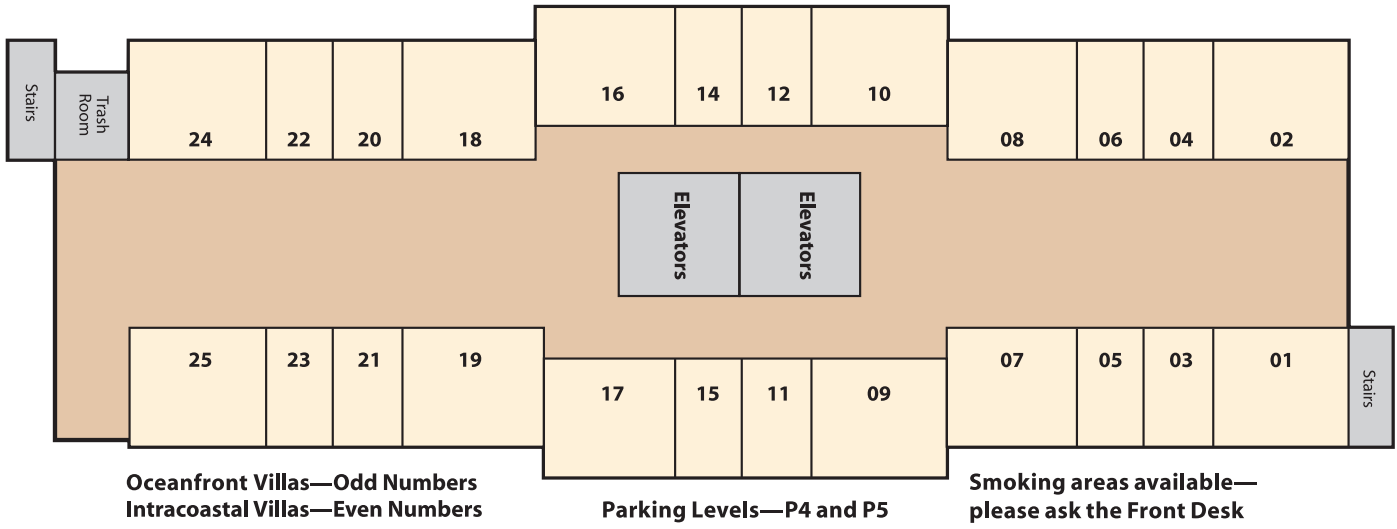 16 14 12 10
Stairs
Trash
Room
24 22 20 18
08 06 04 02
Elevators
Elevators
25 23 21 19
07 05 03 01
17 15 11 09
Stairs
Oceanfront Villas—Odd Numbers
Intracoastal Villas—Even Numbers
Parking Levels—P4 and P5
Smoking areas available—
please ask the Front Desk